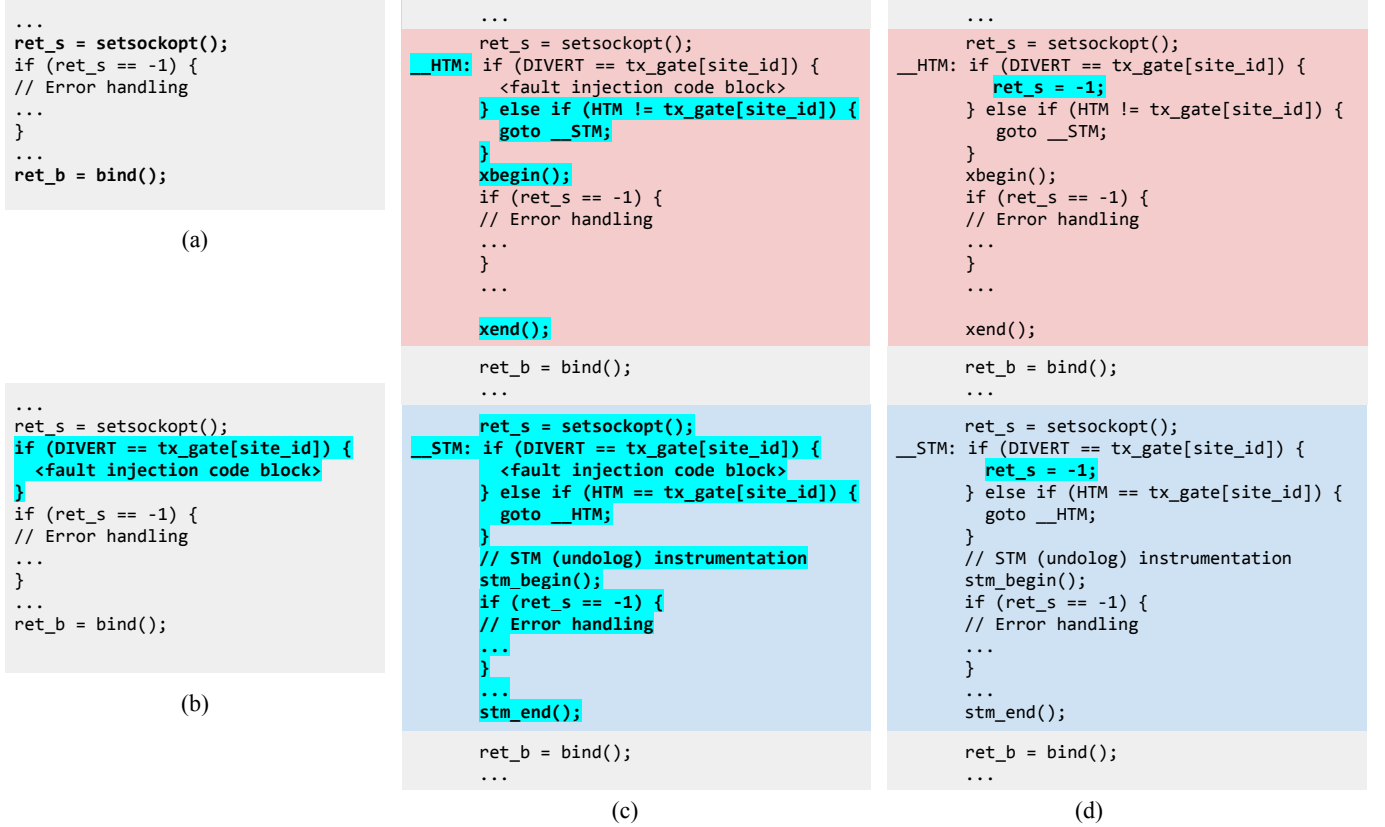 ...
ret_s = setsockopt();
if (ret_s == -1) {
// Error handling
...
}
...
ret_b = bind();
(a)
...
ret_s = setsockopt();
if (DIVERT == tx_gate[site_id]) {
<fault injection code block>
}
if (ret_s == -1) {
// Error handling
...
}
...
ret_b = bind();
(b)
...
ret_s = setsockopt();
__HTM: if (DIVERT == tx_gate[site_id]) {
<fault injection code block>
} else if (HTM != tx_gate[site_id]) {
goto __STM;
}
xbegin();
if (ret_s == -1) {
// Error handling
...
}
...
xend();
ret_b = bind();
...
ret_s = setsockopt();
__STM: if (DIVERT == tx_gate[site_id]) {
<fault injection code block>
} else if (HTM == tx_gate[site_id]) {
goto __HTM;
}
// STM (undolog) instrumentation
stm_begin();
if (ret_s == -1) {
// Error handling
...
}
...
stm_end();
ret_b = bind();
...
(c)
...
ret_s = setsockopt();
__HTM: if (DIVERT == tx_gate[site_id]) {
ret_s = -1;
} else if (HTM != tx_gate[site_id]) {
goto __STM;
}
xbegin();
if (ret_s == -1) {
// Error handling
...
}
...
xend();
ret_b = bind();
...
ret_s = setsockopt();
__STM: if (DIVERT == tx_gate[site_id]) {
ret_s = -1;
} else if (HTM == tx_gate[site_id]) {
goto __HTM;
}
// STM (undolog) instrumentation
stm_begin();
if (ret_s == -1) {
// Error handling
...
}
...
stm_end();
ret_b = bind();
...
(d)